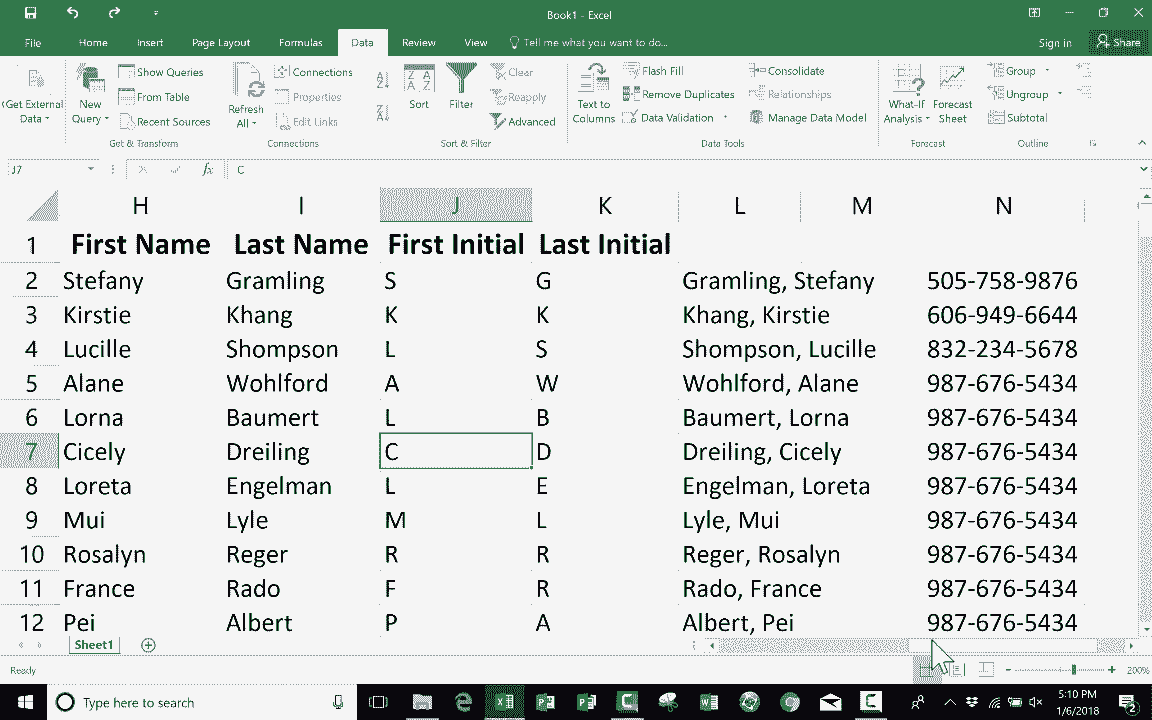 Book1 - Excel
File Home Insert Page Layout Formulas Data Review View Tell me what you want to do... Sign in Share
Show Queries Connections Clear Flash Fill Consolidate Group
Get External New From Table Refresh Properties Sort Filter Reapply Text to Remove Duplicates Relationships What-If Forecast Ungroup
Data Query Recent Sources All Edit Links Advanced Columns Data Validation Manage Data Model Analysis Sheet Subtotal
Get & Transform Connections Sort & Filter Data Tools Forecast Outline
J7 fx C
H I J K L M N
1 First Name Last Name First Initial Last Initial
2 Stefany Gramling S G Gramling, Stefany 505-758-9876
3 Kirstie Khang K K Khang, Kirstie 606-949-6644
4 Lucille Shompson L S Shompson, Lucille 832-234-5678
5 Alane Wohlford A W Wohlford, Alane 987-676-5434
6 Lorna Baumert L B Baumert, Lorna 987-676-5434
7 Cicely Dreiling C D Dreiling, Cicely 987-676-5434
8 Loreta Engelman L E Engelman, Loreta 987-676-5434
9 Mui Lyle M L Lyle, Mui 987-676-5434
10 Rosalyn Reger R R Reger, Rosalyn 987-676-5434
11 France Rado F R Rado, France 987-676-5434
12 Pei Albert P A Albert, Pei 987-676-5434
Sheet1
Ready 200%
Type here to search 5:10 PM
1/6/2018 2